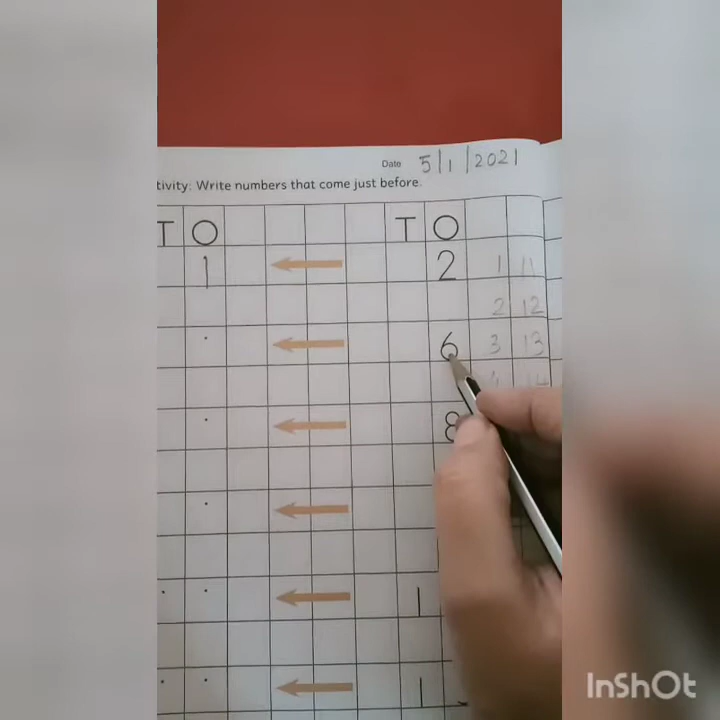 Date 5/1/2021
tivity: Write numbers that come just before.
T O T O
1 2 1 11
2 12
6 3 13
8
1
1
InShOt